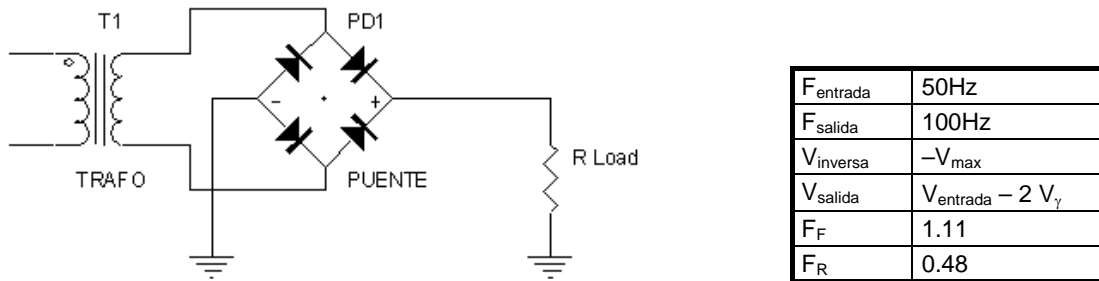 T1
PD1
-
+
R Load
TRAFO
PUENTE
Fentrada 50Hz
Fsalida 100Hz
Vinversa –Vmax
Vsalida Ventrada – 2 Vγ
FF 1.11
FR 0.48